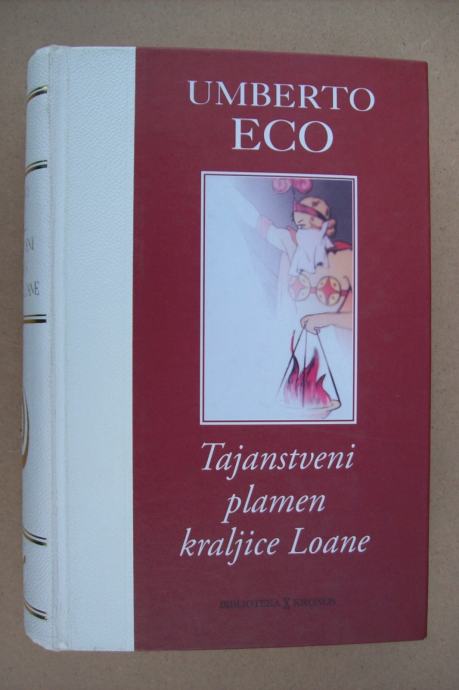 UMBERTO
ECO
Tajanstveni
plamen
kraljice Loane
BIBLIOTEKA KRONOS